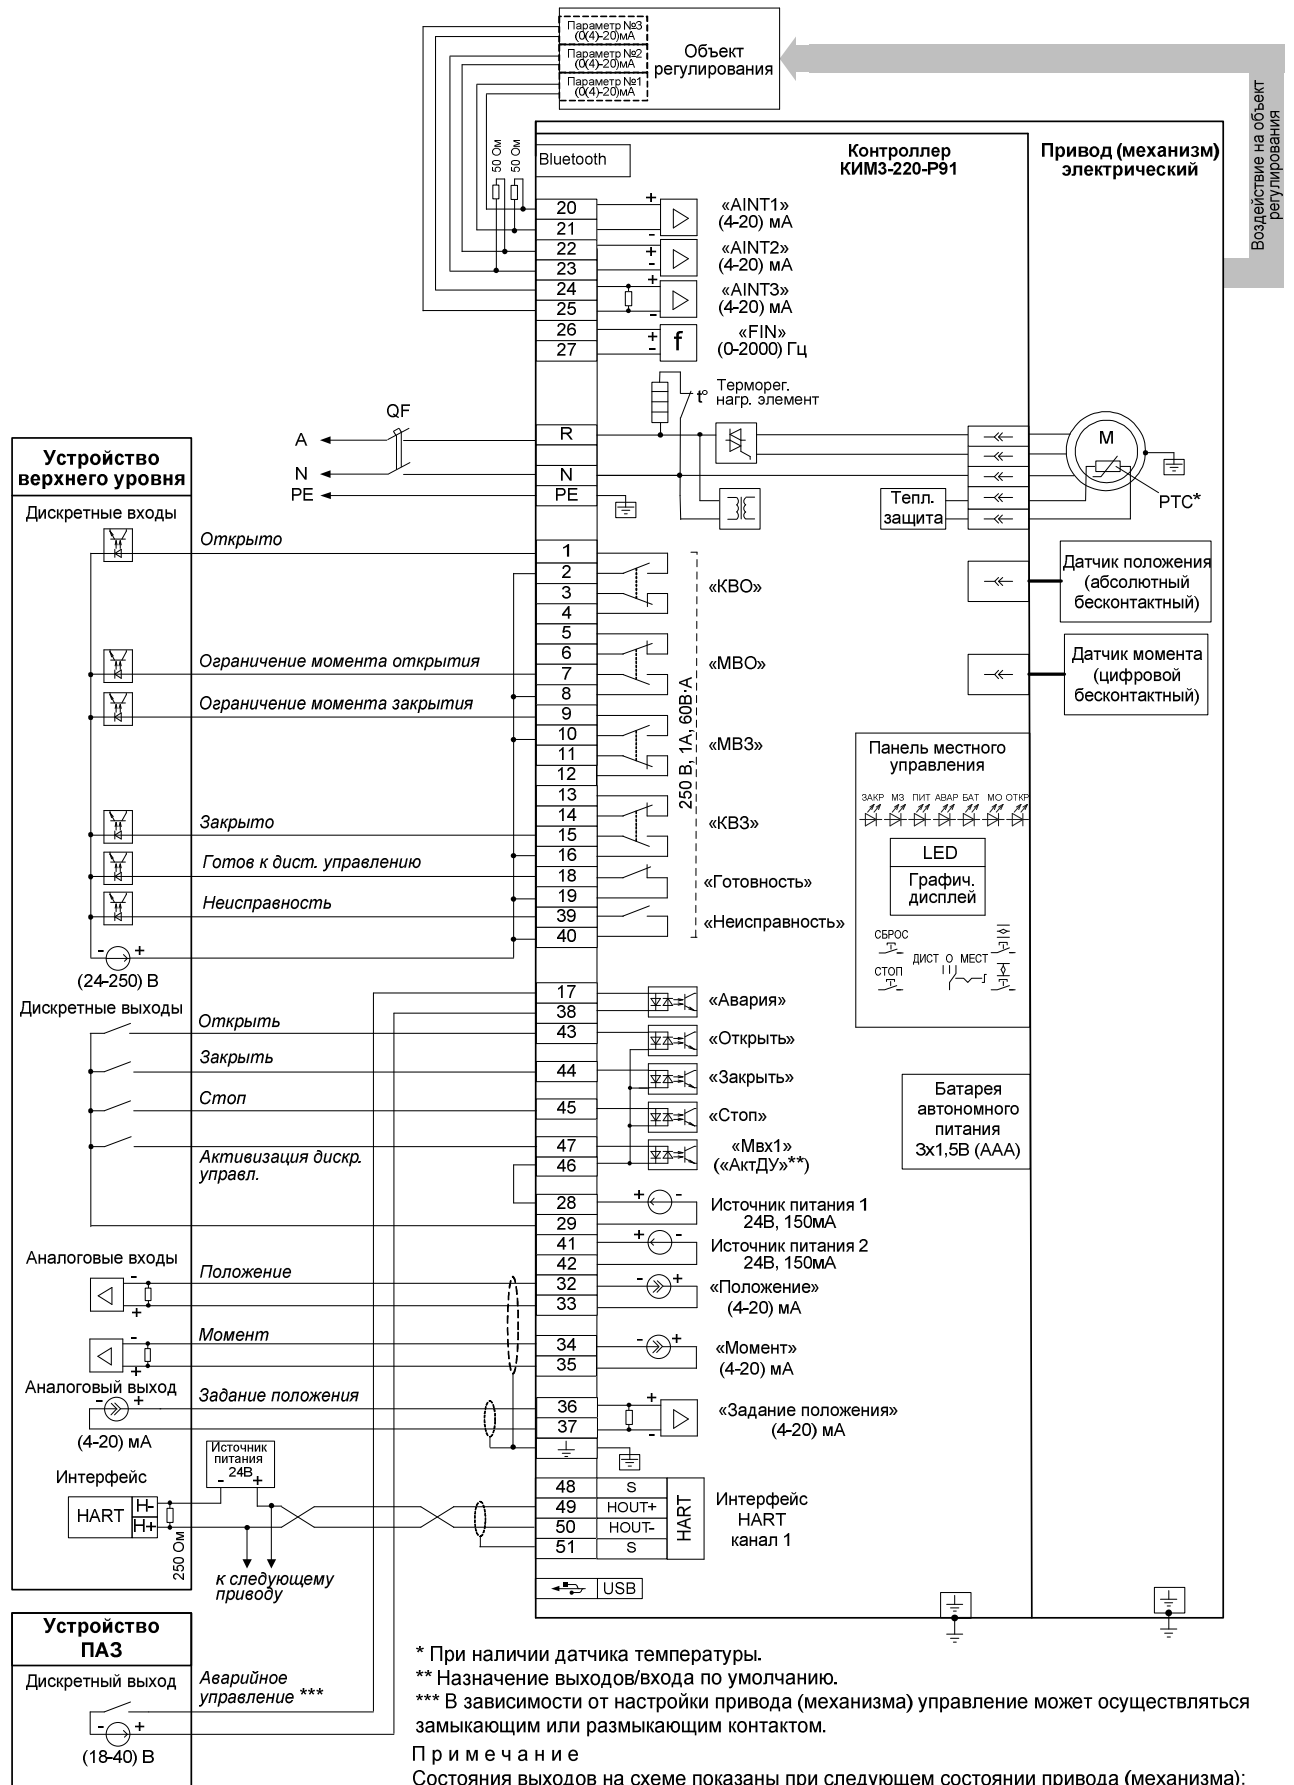 Параметр №3
(0(4)-20)мА
Параметр №2
(0(4)-20)мА
Параметр №1
(0(4)-20)мА
Объект
регулирования
Воздействие на объект
регулирования
50 Ом
50 Ом
Bluetooth
Контроллер
КИМ3-220-Р91
Привод (механизм)
электрический
20
21
22
23
24
25
26
27
+
-
«AINT1»
(4-20) мА
+
-
«AINT2»
(4-20) мА
+
-
«AINT3»
(4-20) мА
+
-
f
«FIN»
(0-2000) Гц
t°
Терморег.
нагр. элемент
QF
A
N
PE
R
N
PE
M
PTC*
Тепл.
защита
Устройство
верхнего уровня
Дискретные входы
Открыто
Ограничение момента открытия
Ограничение момента закрытия
Закрыто
Готов к дист. управлению
Неисправность
- +
(24-250) В
1
2
3
4
5
6
7
8
9
10
11
12
13
14
15
16
18
19
39
40
«КВО»
«МВО»
«МВЗ»
«КВЗ»
«Готовность»
«Неисправность»
250 В, 1А, 60В·А
Датчик положения
(абсолютный
бесконтактный)
Датчик момента
(цифровой
бесконтактный)
Панель местного
управления
ЗАКР МЗ ПИТ АВАР БАТ МО ОТКР
LED
Графич.
дисплей
СБРОС
СТОП
ДИСТ О МЕСТ
Дискретные выходы
Открыть
Закрыть
Стоп
Активизация дискр.
управл.
17
38
43
44
45
47
46
28
29
41
42
32
33
34
35
36
37
«Авария»
«Открыть»
«Закрыть»
«Стоп»
«Мвх1»
(«АктДУ»**)
+ -
Источник питания 1
24В, 150мА
+ -
Источник питания 2
24В, 150мА
- +
«Положение»
(4-20) мА
- +
«Момент»
(4-20) мА
+
-
«Задание положения»
(4-20) мА
Батарея
автономного
питания
3х1,5В (ААА)
Аналоговые входы
-
+
Положение
-
+
Момент
Аналоговый выход
- +
(4-20) мА
Задание положения
Источник
питания
24В
- +
Интерфейс
HART
H-
H+
250 Ом
к следующему
приводу
48 S
49 HOUT+
50 HOUT-
51 S
HART
Интерфейс
HART
канал 1
USB
Устройство
ПАЗ
Дискретный выход
- +
(18-40) В
Аварийное
управление ***
* При наличии датчика температуры.
** Назначение выходов/входа по умолчанию.
*** В зависимости от настройки привода (механизма) управление может осуществляться
замыкающим или размыкающим контактом.
Примечание
Состояния выходов на схеме показаны при следующем состоянии привода (механизма):